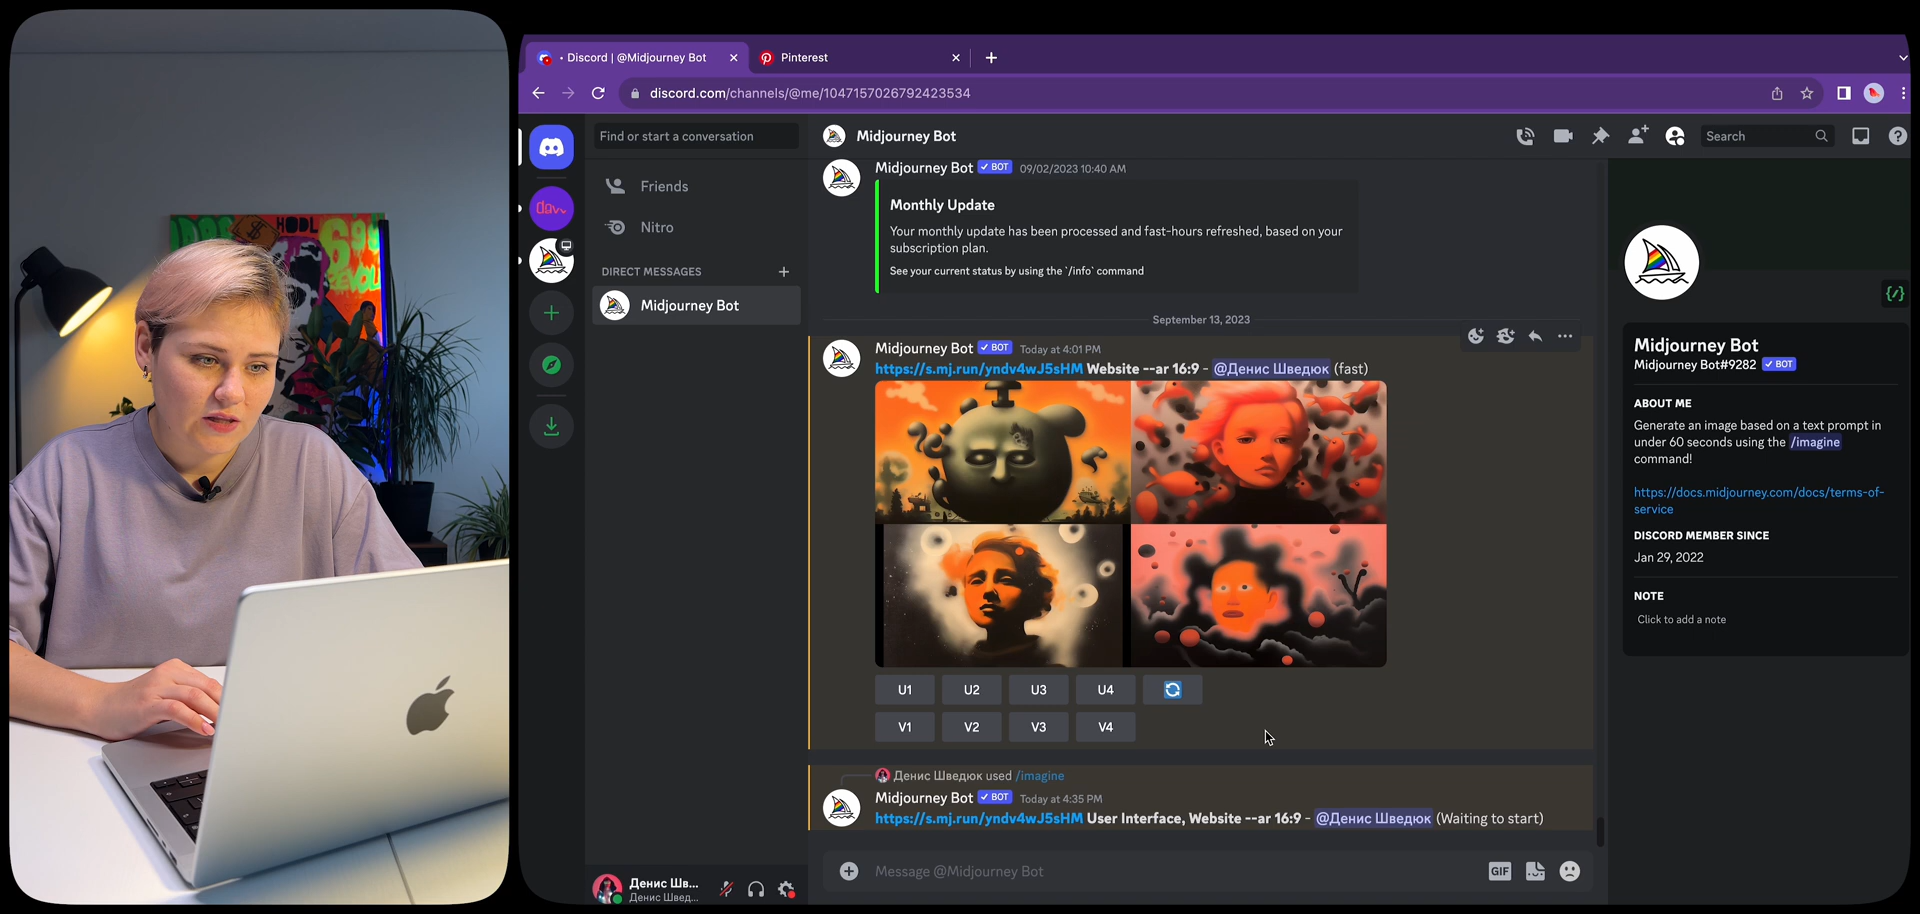 HODL
Discord | @Midjourney Bot
Pinterest
discord.com/channels/@me/1047157026792423534
Find or start a conversation
Midjourney Bot
Search
Friends
Nitro
DIRECT MESSAGES
Midjourney Bot
Midjourney Bot ✓ BOT 09/02/2023 10:40 AM
Monthly Update
Your monthly update has been processed and fast-hours refreshed, based on your
subscription plan.
See your current status by using the `/info` command
September 13, 2023
Midjourney Bot ✓ BOT Today at 4:01 PM
https://s.mj.run/yndv4wJ5sHM Website --ar 16:9 - @Денис Шведюк (fast)
U1 U2 U3 U4
V1 V2 V3 V4
Денис Шведюк used /imagine
Midjourney Bot ✓ BOT Today at 4:35 PM
https://s.mj.run/yndv4wJ5sHM User Interface, Website --ar 16:9 - @Денис Шведюк (Waiting to start)
Message @Midjourney Bot
GIF
Денис Шв...
Денис Швед...
Midjourney Bot
Midjourney Bot#9282 ✓ BOT
ABOUT ME
Generate an image based on a text prompt in
under 60 seconds using the /imagine
command!
https://docs.midjourney.com/docs/terms-of-
service
DISCORD MEMBER SINCE
Jan 29, 2022
NOTE
Click to add a note